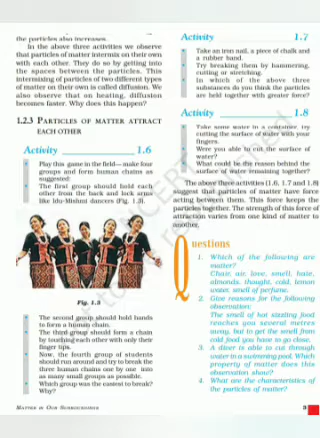 the particles also increases.
In the above three activities we observe
that particles of matter intermix on their own
with each other. They do so by getting into
the spaces between the particles. This
intermixing of particles of two different types
of matter on their own is called diffusion. We
also observe that on heating, diffusion
becomes faster. Why does this happen?
1.2.3 PARTICLES OF MATTER ATTRACT
EACH OTHER
Activity 1.6
• Play this game in the field— make four
groups and form human chains as
suggested:
• The first group should hold each
other from the back and lock arms
like Idu-Mishmi dancers (Fig. 1.3).
Fig. 1.3
• The second group should hold hands
to form a human chain.
• The third group should form a chain
by touching each other with only their
finger tips.
• Now, the fourth group of students
should run around and try to break the
three human chains one by one into
as many small groups as possible.
• Which group was the easiest to break?
Why?
MATTER IN OUR SURROUNDINGS
Activity 1.7
• Take an iron nail, a piece of chalk and
a rubber band.
• Try breaking them by hammering,
cutting or stretching.
• In which of the above three
substances do you think the particles
are held together with greater force?
Activity 1.8
• Take some water in a container, try
cutting the surface of water with your
fingers.
• Were you able to cut the surface of
water?
• What could be the reason behind the
surface of water remaining together?
The above three activities (1.6, 1.7 and 1.8)
suggest that particles of matter have force
acting between them. This force keeps the
particles together. The strength of this force of
attraction varies from one kind of matter to
another.
Questions
1. Which of the following are
matter?
Chair, air, love, smell, hate,
almonds, thought, cold, lemon
water, smell of perfume.
2. Give reasons for the following
observation:
The smell of hot sizzling food
reaches you several metres
away, but to get the smell from
cold food you have to go close.
3. A diver is able to cut through
water in a swimming pool. Which
property of matter does this
observation show?
4. What are the characteristics of
the particles of matter?
3